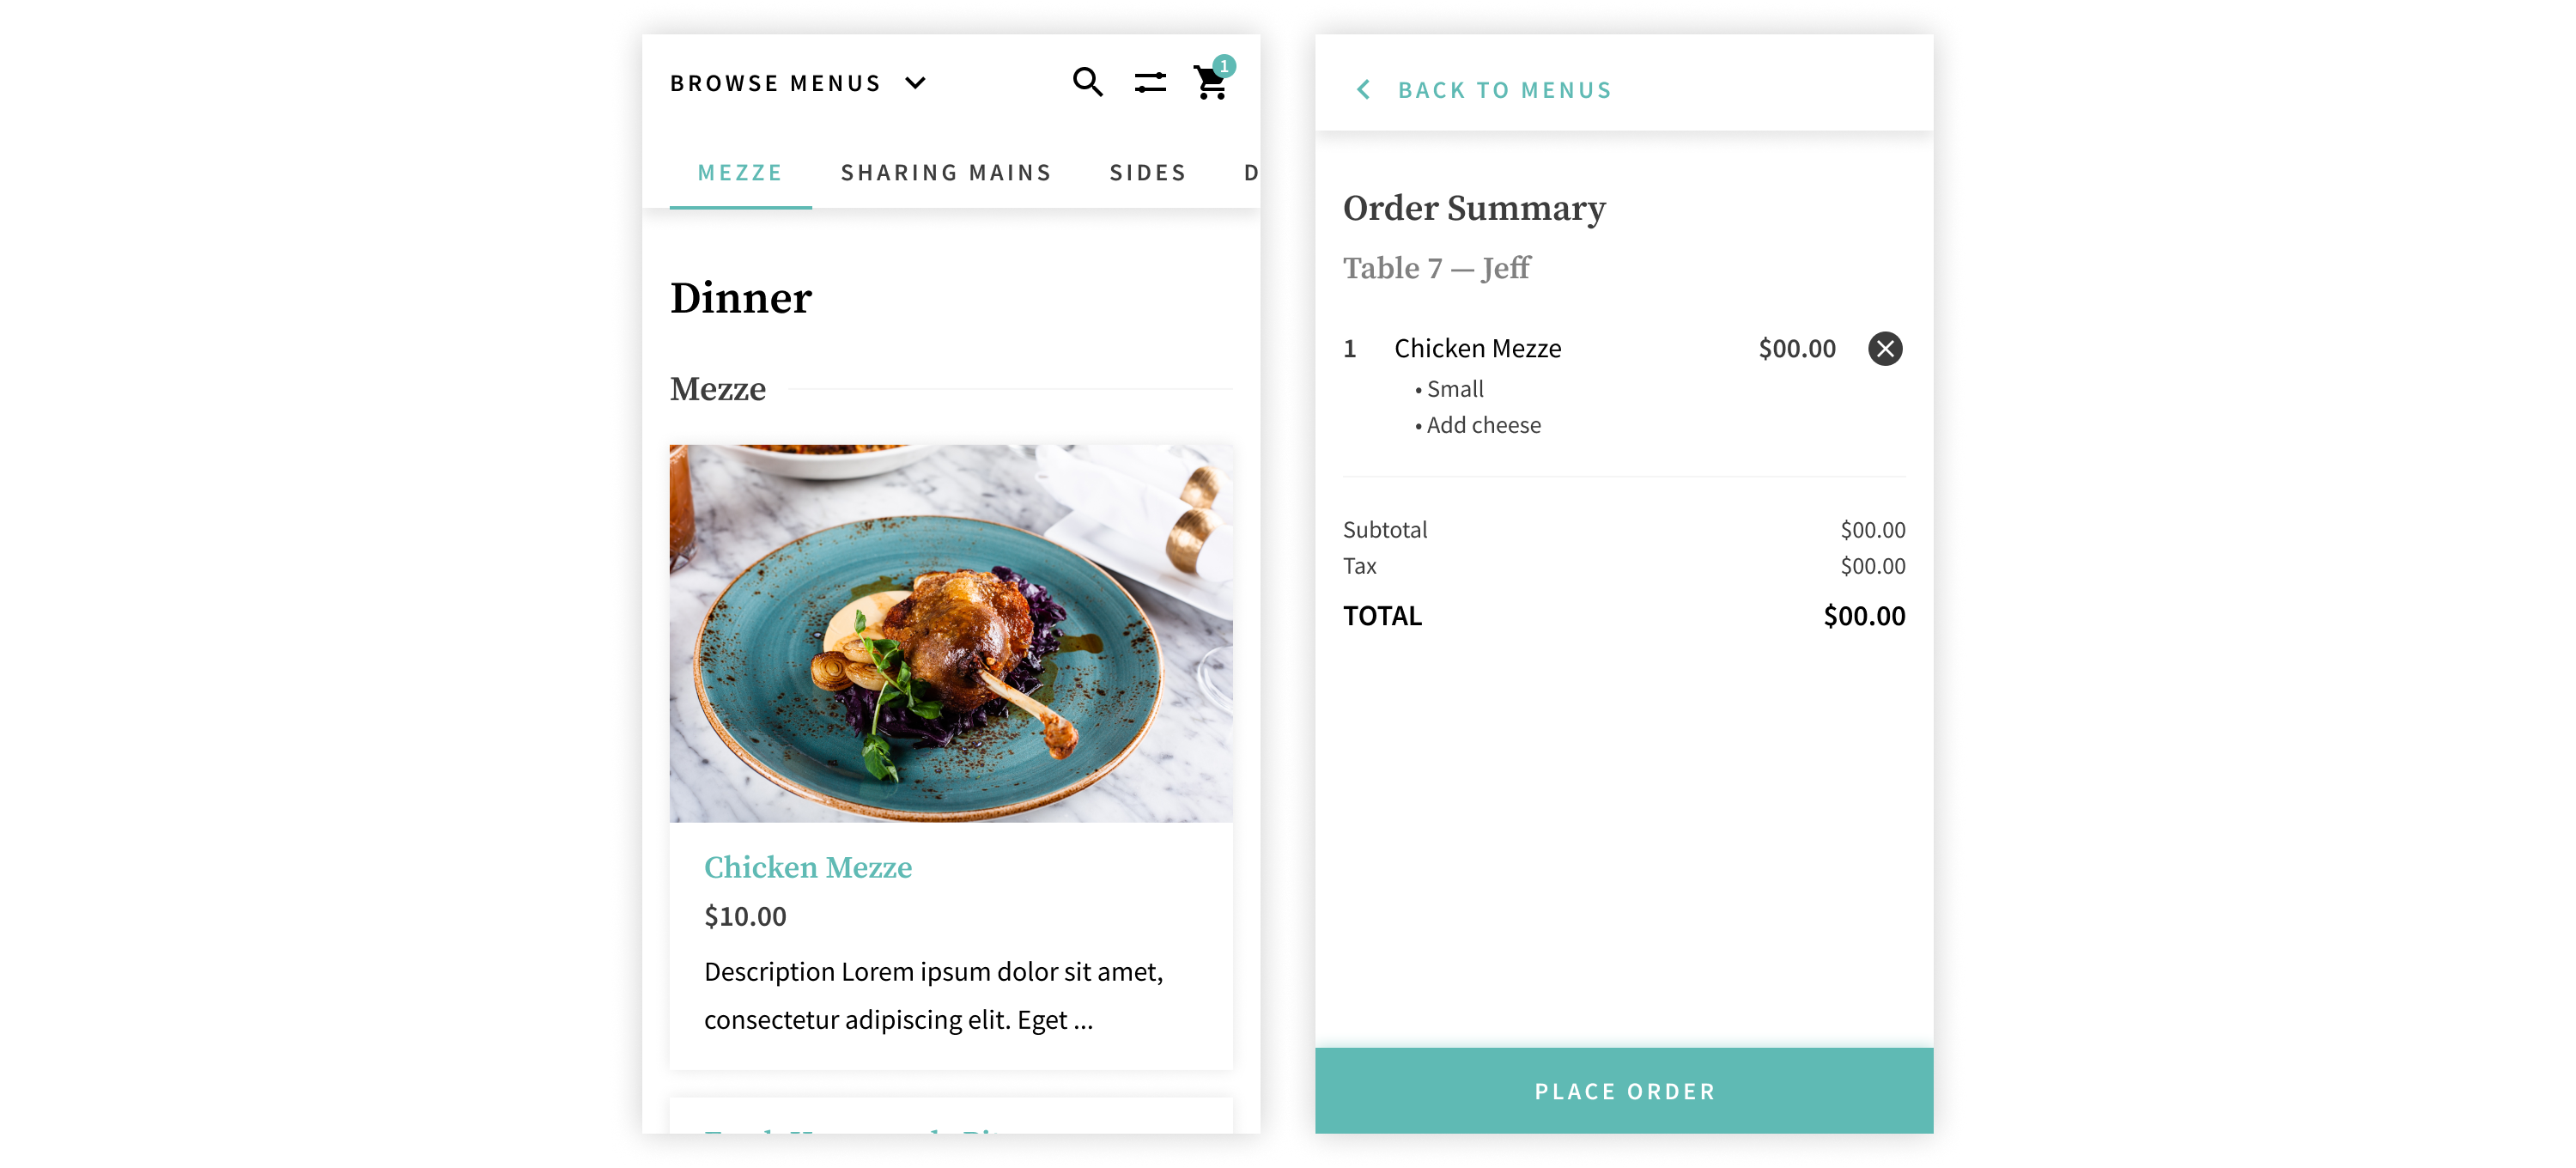 BROWSE MENUS
1
MEZZE SHARING MAINS SIDES D
Dinner
Mezze
Chicken Mezze
$10.00
Description Lorem ipsum dolor sit amet,
consectetur adipiscing elit. Eget ...
BACK TO MENUS
Order Summary
Table 7 — Jeff
1 Chicken Mezze $00.00
• Small
• Add cheese
Subtotal $00.00
Tax $00.00
TOTAL $00.00
PLACE ORDER